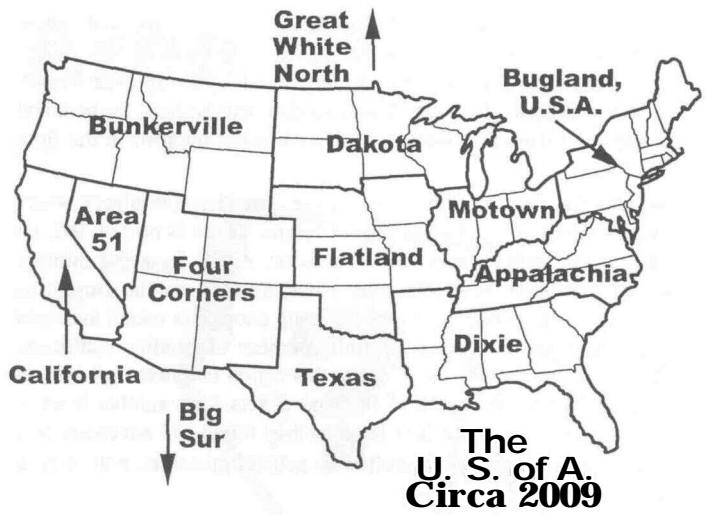 Great
White
North
Bugland,
U.S.A.
Bunkerville
Dakota
Area
51
Motown
Four
Corners
Flatland
Appalachia
Dixie
California
Texas
Big
Sur
The
U. S. of A.
Circa 2009